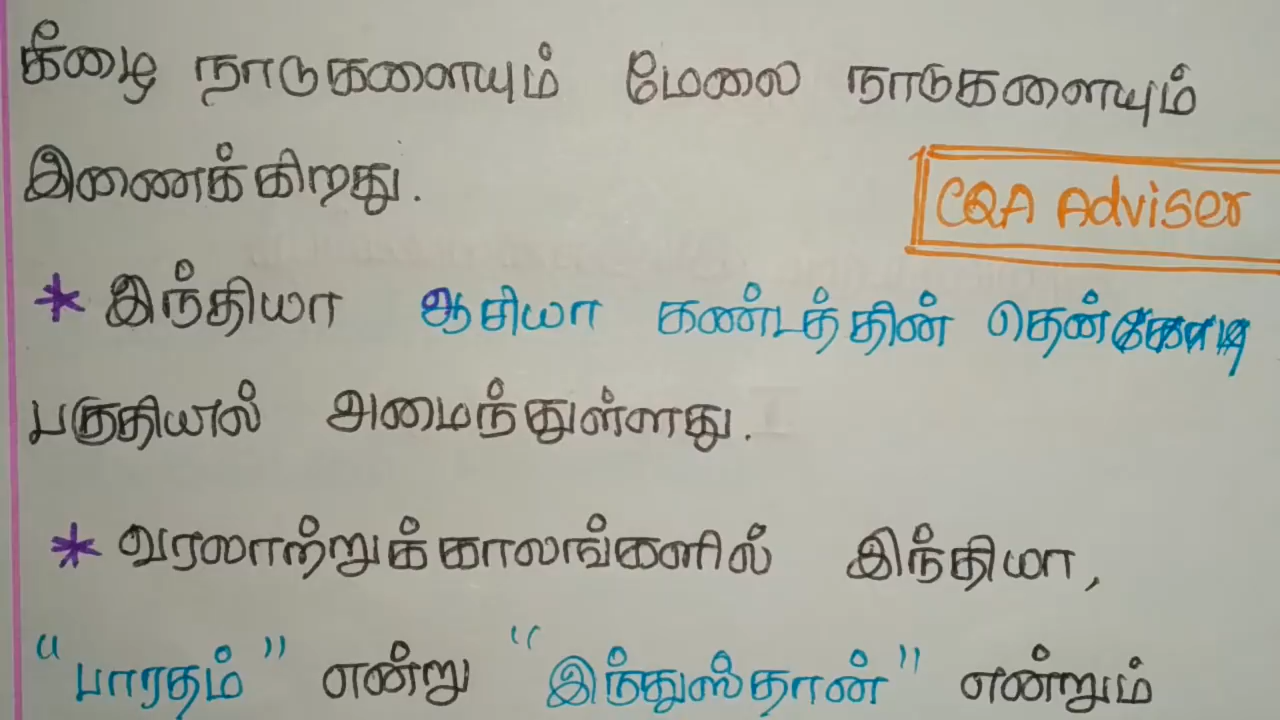 கீழை நாடுகளையும் மேலை நாடுகளையும்
இணைக்கிறது.
CQA Adviser
* இந்தியா ஆசியா கண்டத்தின் தென்
பகுதியில் அமைந்துள்ளது.
* வரலாற்றுக்காலங்களில் இந்தியா,
"பாரதம்" என்று "இந்துஸ்தான்" என்றும்